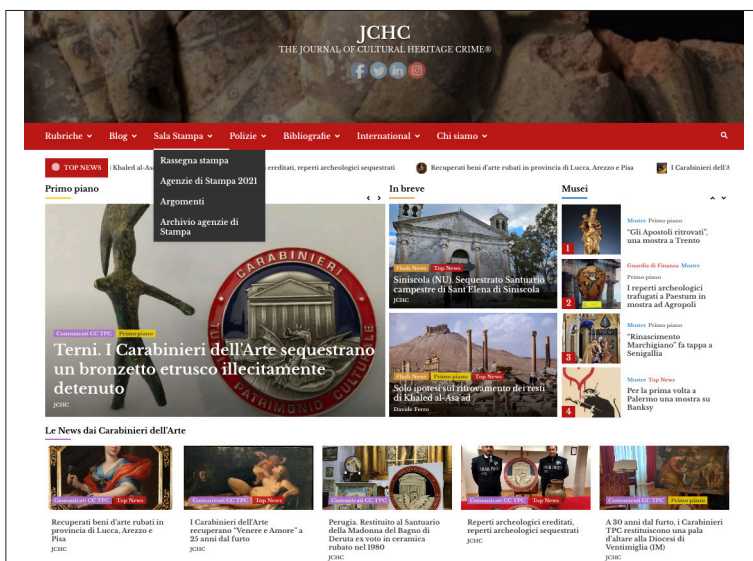 JCHC
THE JOURNAL OF CULTURAL HERITAGE CRIME®
Rubriche
Blog
Sala Stampa
Polizie
Bibliografie
International
Chi siamo
Rassegna stampa
Agenzie di Stampa 2021
Argomenti
Archivio agenzie di
Stampa
TOP NEWS
Khaled al-As
ereditati, reperti archeologici sequestrati
Recuperati beni d'arte rubati in provincia di Lucca, Arezzo e Pisa
I Carabinieri dell'A
Primo piano
CARABINIERI
TUTELA
PATRIMONIO CULTURALE
Comunicati CC TPC Primo piano
Terni. I Carabinieri dell'Arte sequestrano
un bronzetto etrusco illecitamente
detenuto
JCHC
In breve
Flash News Top News
Siniscola (NU). Sequestrato Santuario
campestre di Sant'Elena di Siniscola
JCHC
Flash News Primo piano Top News
Solo ipotesi sul ritrovamento dei resti
di Khaled al-Asa'ad
Davide Ferro
Musei
1
Mostre Primo piano
"Gli Apostoli ritrovati",
una mostra a Trento
2
Guardia di Finanza Mostre
Primo piano
I reperti archeologici
trafugati a Paestum in
mostra ad Agropoli
3
Mostre Primo piano
"Rinascimento
Marchigiano" fa tappa a
Senigallia
4
Mostre Top News
Per la prima volta a
Palermo una mostra su
Banksy
Le News dai Carabinieri dell'Arte
Comunicati CC TPC Top News
Recuperati beni d'arte rubati in
provincia di Lucca, Arezzo e
Pisa
JCHC
Comunicati CC TPC Top News
I Carabinieri dell'Arte
recuperano "Venere e Amore" a
25 anni dal furto
JCHC
Comunicati CC TPC
Perugia. Restituito al Santuario
della Madonna del Bagno di
Deruta ex voto in ceramica
rubato nel 1980
JCHC
Comunicati CC TPC Top News
Reperti archeologici ereditati,
reperti archeologici sequestrati
JCHC
Comunicati CC TPC Primo piano
A 30 anni dal furto, i Carabinieri
TPC restituiscono una pala
d'altare alla Diocesi di
Ventimiglia (IM)
JCHC